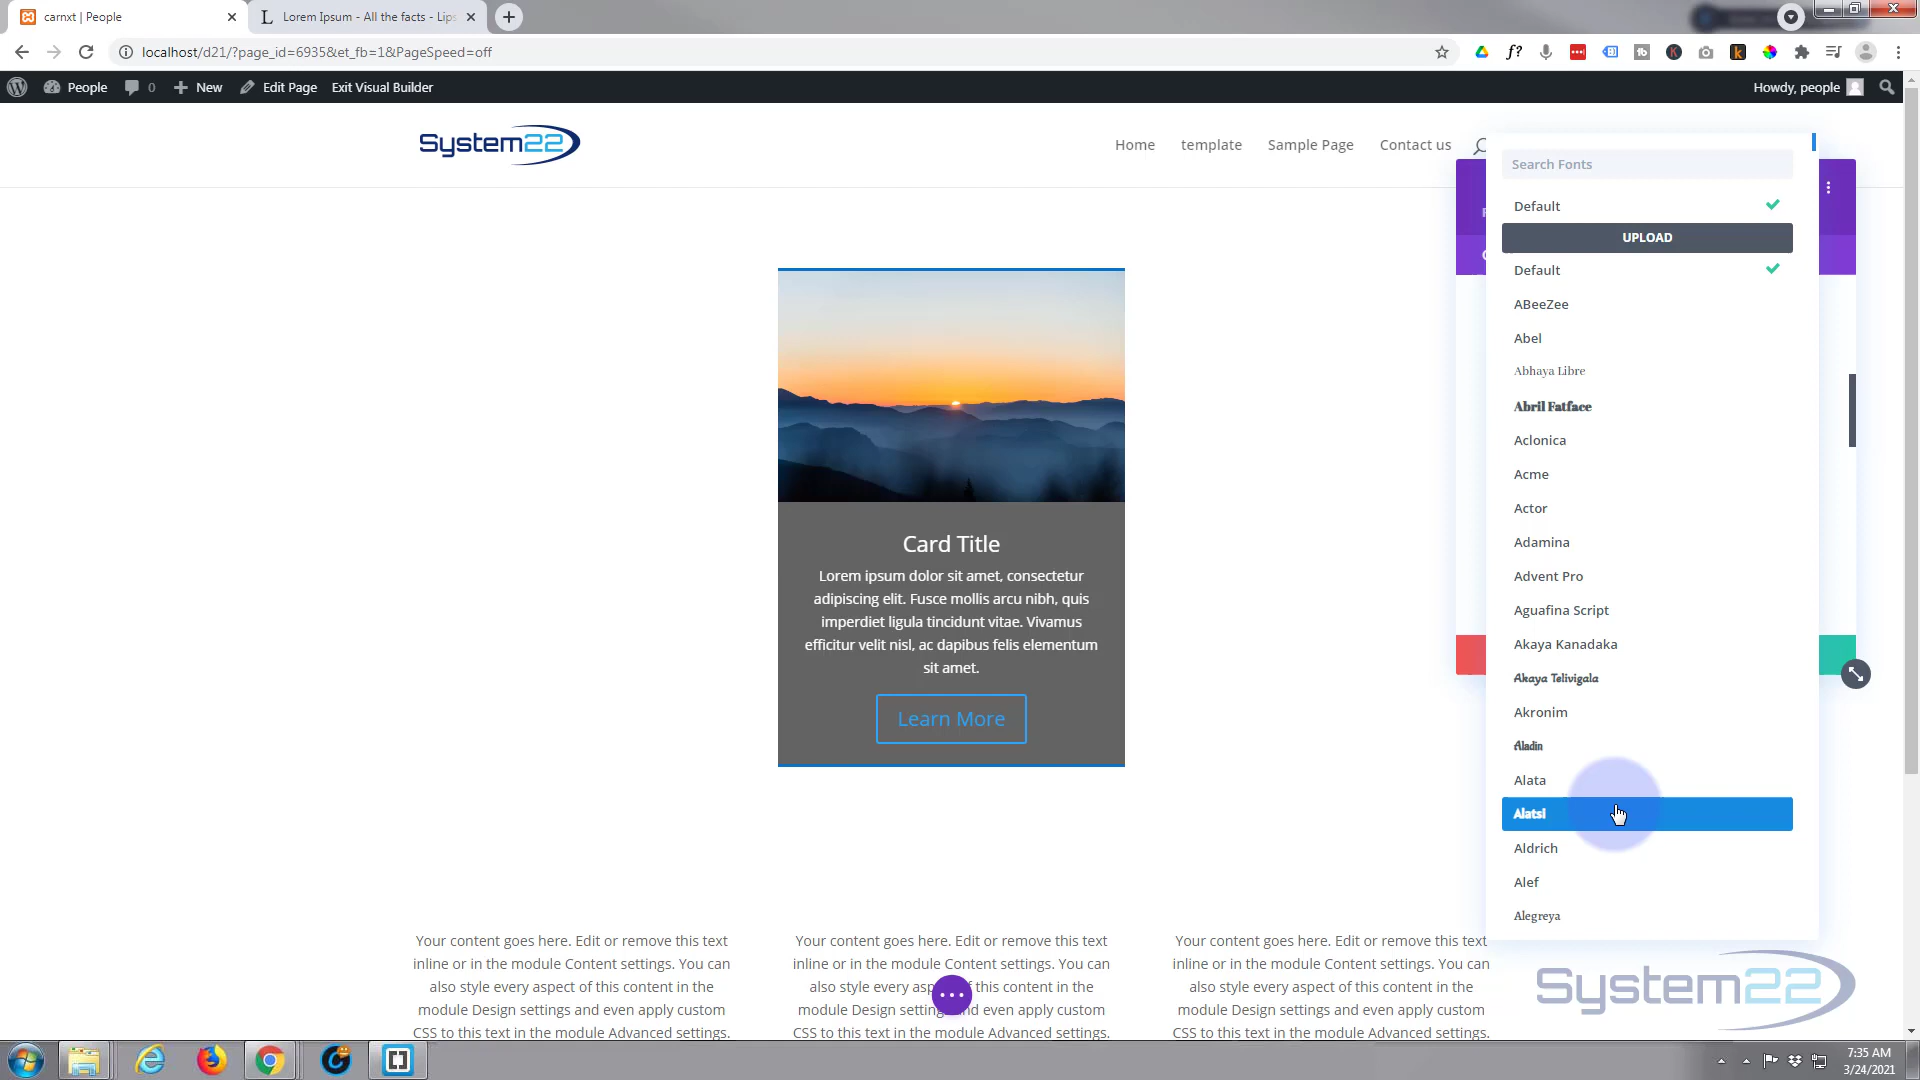 carnxt | People
Lorem Ipsum - All the facts - Lips
localhost/d21/?page_id=6935&et_fb=1&PageSpeed=off
People
0
New
Edit Page
Exit Visual Builder
Howdy, people
System22
Home
template
Sample Page
Contact us
Search Fonts
Default
UPLOAD
Default
ABeeZee
Abel
Abhaya Libre
Abril Fatface
Aclonica
Acme
Actor
Adamina
Advent Pro
Aguafina Script
Akaya Kanadaka
Akaya Telivigala
Akronim
Aladin
Alata
Alatsi
Aldrich
Alef
Alegreya
Card Title
Lorem ipsum dolor sit amet, consectetur
adipiscing elit. Fusce mollis arcu nibh, quis
imperdiet ligula tincidunt vitae. Vivamus
efficitur velit nisl, ac dapibus felis elementum
sit amet.
Learn More
Your content goes here. Edit or remove this text
inline or in the module Content settings. You can
also style every aspect of this content in the
module Design settings and even apply custom
CSS to this text in the module Advanced settings.
Your content goes here. Edit or remove this text
inline or in the module Content settings. You can
also style every asp f this content in the
module Design setting nd even apply custom
CSS to this text in the module Advanced settings.
Your content goes here. Edit or remove this text
inline or in the module Content settings. You can
also style every aspect of this content in the
module Design settings and even apply custom
CSS to this text in the module Advanced settings.
System22
7:35 AM
3/24/2021